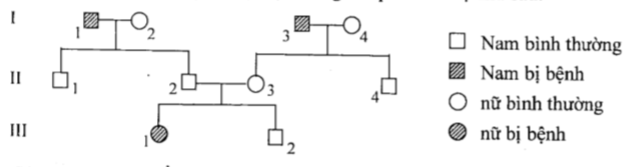 I
1
2
3
4
II
1
2
3
4
III
1
2
Nam bình thường
Nam bị bệnh
nữ bình thường
nữ bị bệnh